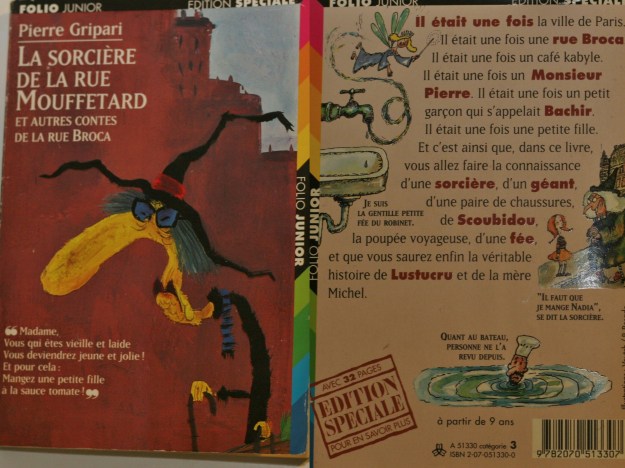 FOLIO JUNIOR
EDITION SPECIALE
Pierre Gripari
LA SORCIÈRE
DE LA RUE
MOUFFETARD
ET AUTRES CONTES
DE LA RUE BROCA
“Madame,
Vous qui êtes vieille et laide
Vous deviendrez jeune et jolie !
Et pour cela :
Mangez une petite fille
à la sauce tomate !”
FOLIO JUNIOR
FOLIO JUNIOR
FOLIO JUNIOR
EDITION SPECIALE
Il était une fois la ville de Paris.
Il était une fois une rue Broca.
Il était une fois un café kabyle.
Il était une fois un Monsieur
Pierre. Il était une fois un petit
garçon qui s'appelait Bachir.
Il était une fois une petite fille.
Et c'est ainsi que, dans ce livre,
vous allez faire la connaissance
d'une sorcière, d'un géant,
d'une paire de chaussures,
de Scoubidou,
la poupée voyageuse, d'une fée,
et que vous saurez enfin la véritable
histoire de Lustucru et de la mère
Michel.
JE SUIS
LA GENTILLE PETITE
FÉE DU ROBINET.
"IL FAUT QUE
JE MANGE NADIA",
SE DIT LA SORCIÈRE.
QUANT AU BATEAU,
PERSONNE NE L'A
REVU DEPUIS.
AVEC 32 PAGES
EDITION
SPÉCIALE
POUR EN SAVOIR PLUS
à partir de 9 ans
A 51330 catégorie 3
ISBN 2-07-051330-0
9 782070 513307